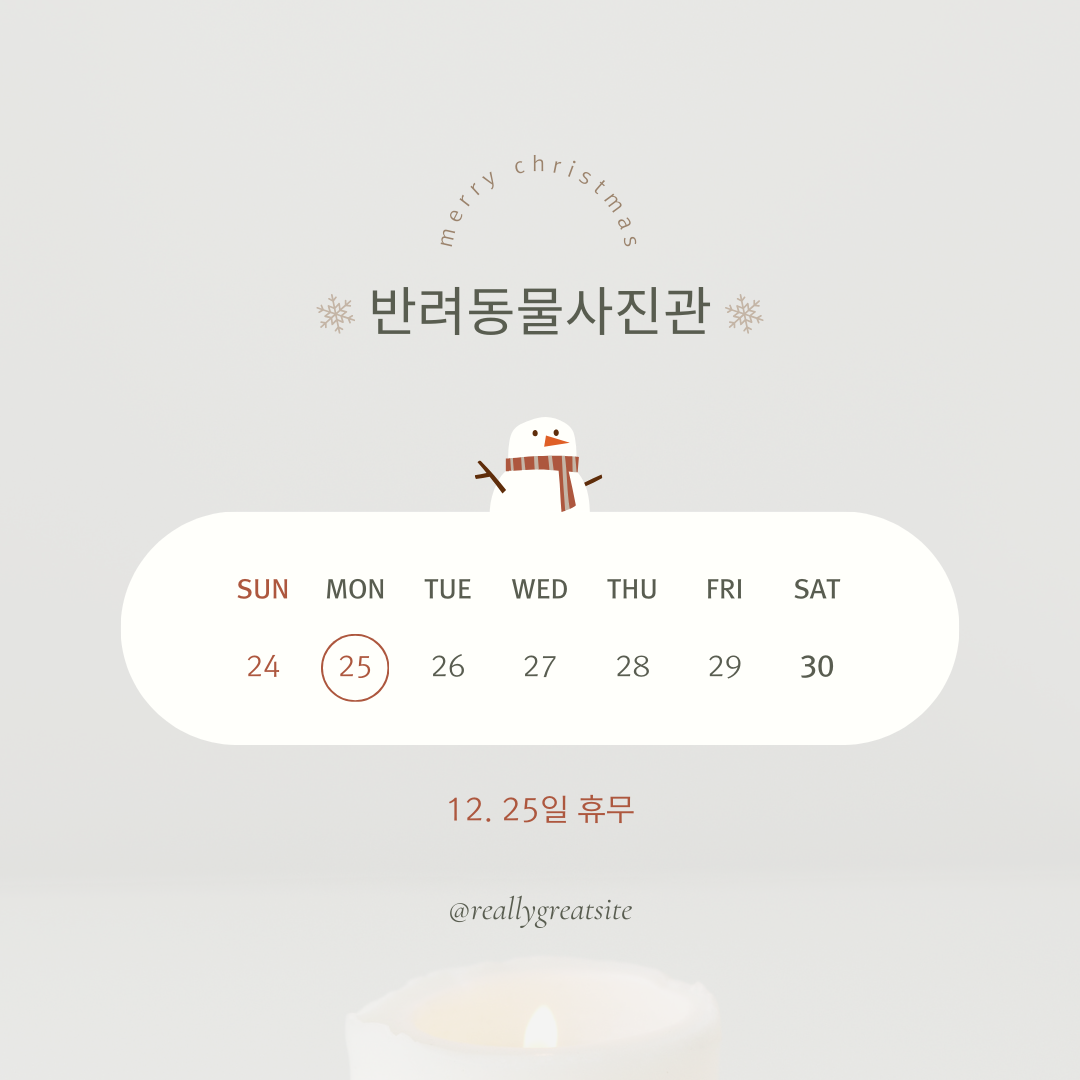 merry christmas
반려동물사진관
SUN MON TUE WED THU FRI SAT
24 25 26 27 28 29 30
12. 25일 휴무
@reallygreatsite